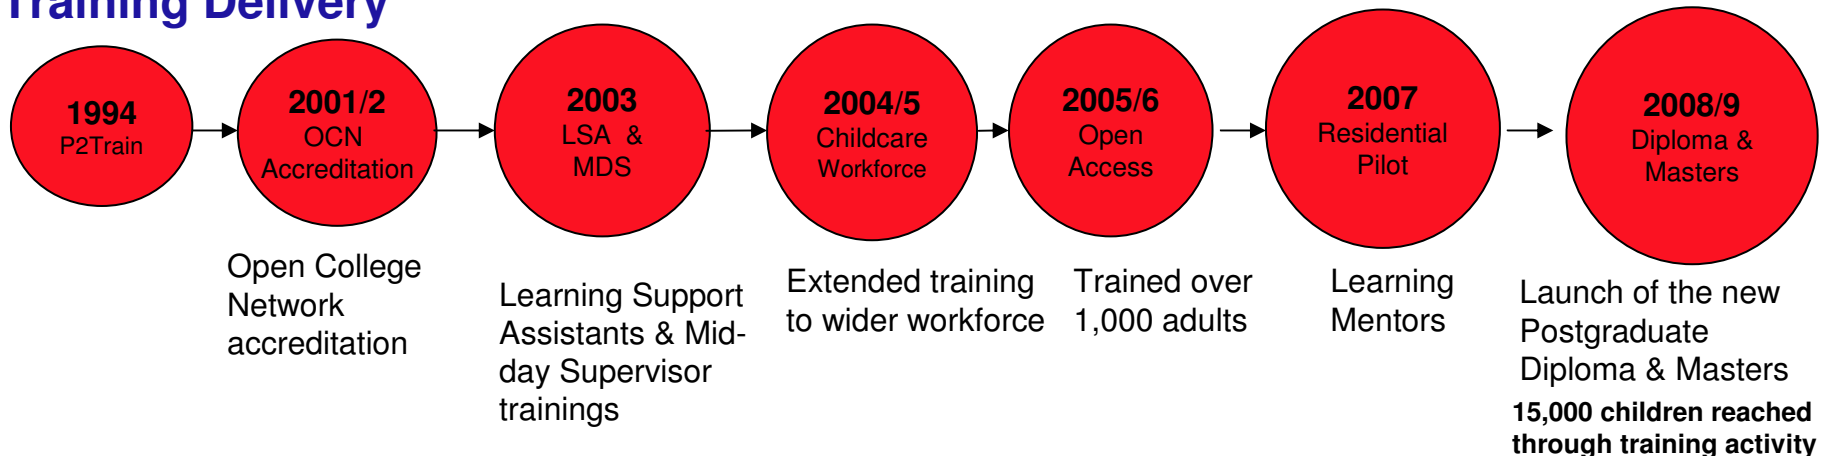 Training Delivery
1994
P2Train
2001/2
OCN
Accreditation
2003
LSA &
MDS
2004/5
Childcare
Workforce
2005/6
Open
Access
2007
Residential
Pilot
2008/9
Diploma &
Masters
Open College
Network
accreditation
Learning Support
Assistants & Mid-
day Supervisor
trainings
Extended training
to wider workforce
Trained over
1,000 adults
Learning
Mentors
Launch of the new
Postgraduate
Diploma & Masters
15,000 children reached
through training activity